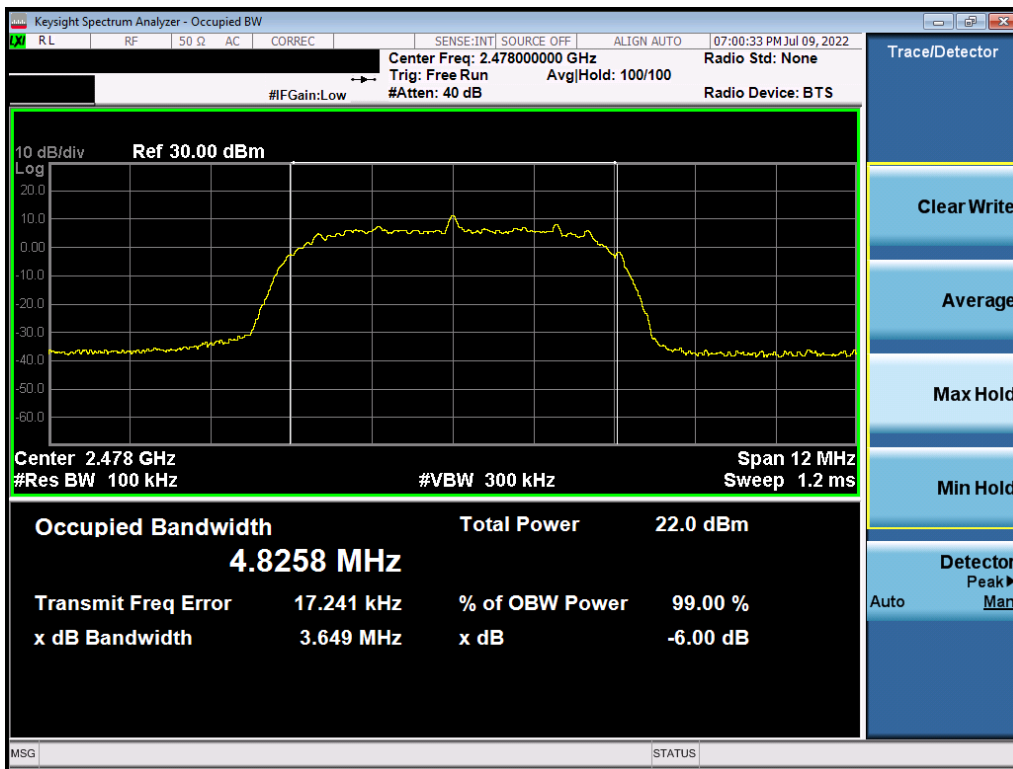 Keysight Spectrum Analyzer - Occupied BW
LXI RL RF 50 Ω AC CORREC SENSE:INT SOURCE OFF ALIGN AUTO 07:00:33 PM Jul 09, 2022
Center Freq: 2.478000000 GHz Radio Std: None
Trig: Free Run Avg|Hold: 100/100
#IFGain:Low #Atten: 40 dB Radio Device: BTS
10 dB/div Ref 30.00 dBm
Log
20.0
10.0
0.00
-10.0
-20.0
-30.0
-40.0
-50.0
-60.0
Center 2.478 GHz Span 12 MHz
#Res BW 100 kHz #VBW 300 kHz Sweep 1.2 ms
Occupied Bandwidth Total Power 22.0 dBm
4.8258 MHz
Transmit Freq Error 17.241 kHz % of OBW Power 99.00 %
x dB Bandwidth 3.649 MHz x dB -6.00 dB
MSG STATUS
Trace/Detector
Clear Write
Average
Max Hold
Min Hold
Detector
Peak▶
Auto Man